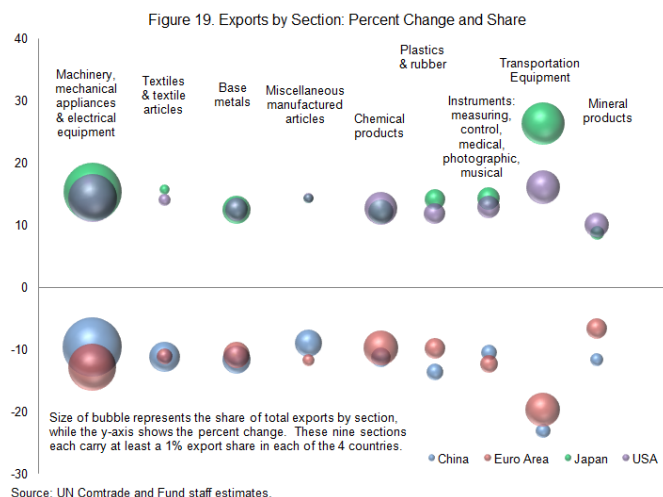 Figure 19. Exports by Section: Percent Change and Share
40
30
20
10
0
-10
-20
-30
Machinery,
mechanical
appliances
& electrical
equipment
Textiles
& textile
articles
Base
metals
Miscellaneous
manufactured
articles
Chemical
products
Plastics
& rubber
Instruments:
measuring,
control,
medical,
photographic,
musical
Transportation
Equipment
Mineral
products
Size of bubble represents the share of total exports by section,
while the y-axis shows the percent change. These nine sections
each carry at least a 1% export share in each of the 4 countries.
China Euro Area Japan USA
Source: UN Comtrade and Fund staff estimates.